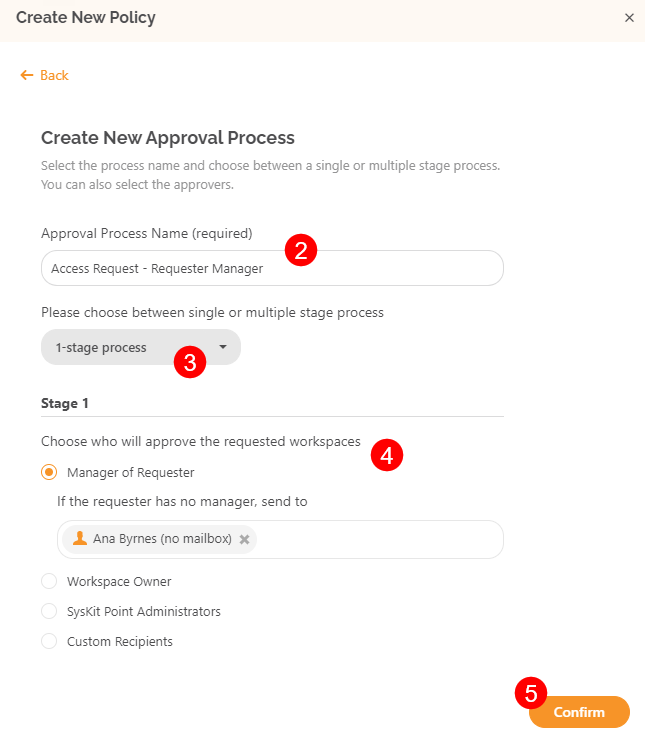 Create New Policy ×
← Back
Create New Approval Process
Select the process name and choose between a single or multiple stage process.
You can also select the approvers.
Approval Process Name (required)
2
Access Request - Requester Manager
Please choose between single or multiple stage process
1-stage process
3
Stage 1
Choose who will approve the requested workspaces
4
Manager of Requester
If the requester has no manager, send to
Ana Byrnes (no mailbox) ×
Workspace Owner
SysKit Point Administrators
Custom Recipients
5
Confirm